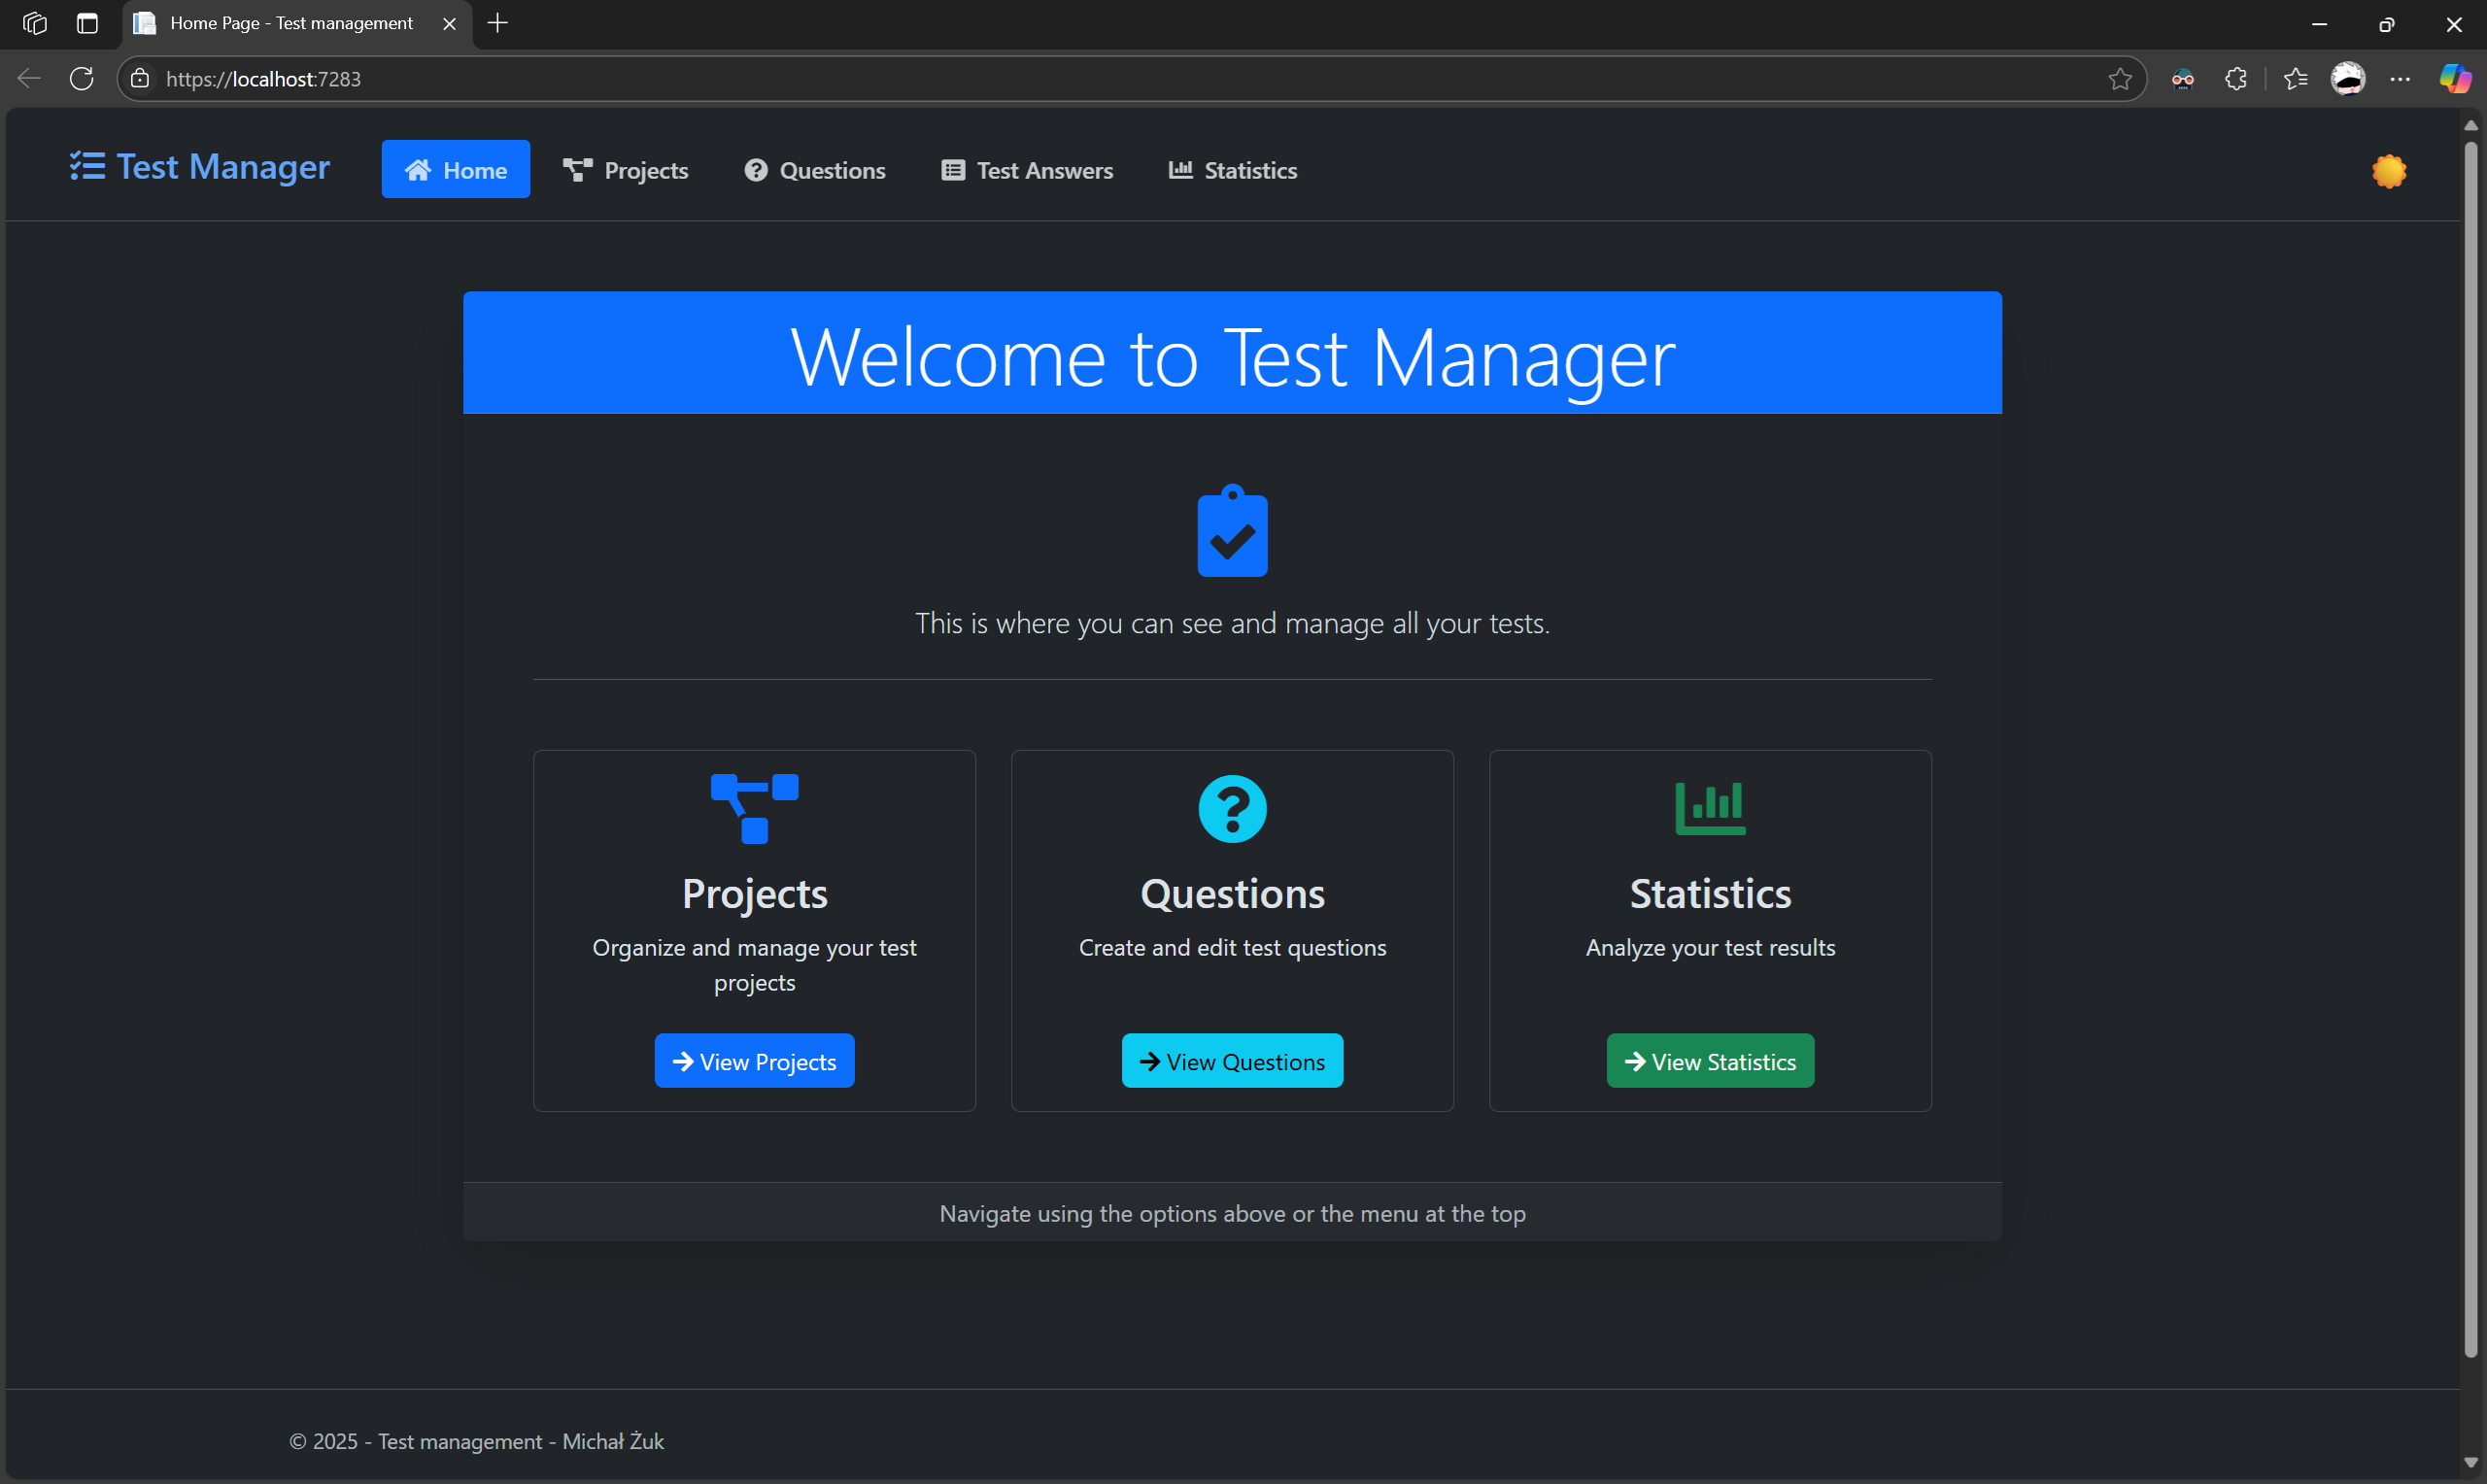 Home Page - Test management
https://localhost:7283
Test Manager
Home
Projects
Questions
Test Answers
Statistics
Welcome to Test Manager
This is where you can see and manage all your tests.
Projects
Organize and manage your test
projects
View Projects
Questions
Create and edit test questions
View Questions
Statistics
Analyze your test results
View Statistics
Navigate using the options above or the menu at the top
© 2025 - Test management - Michał Żuk